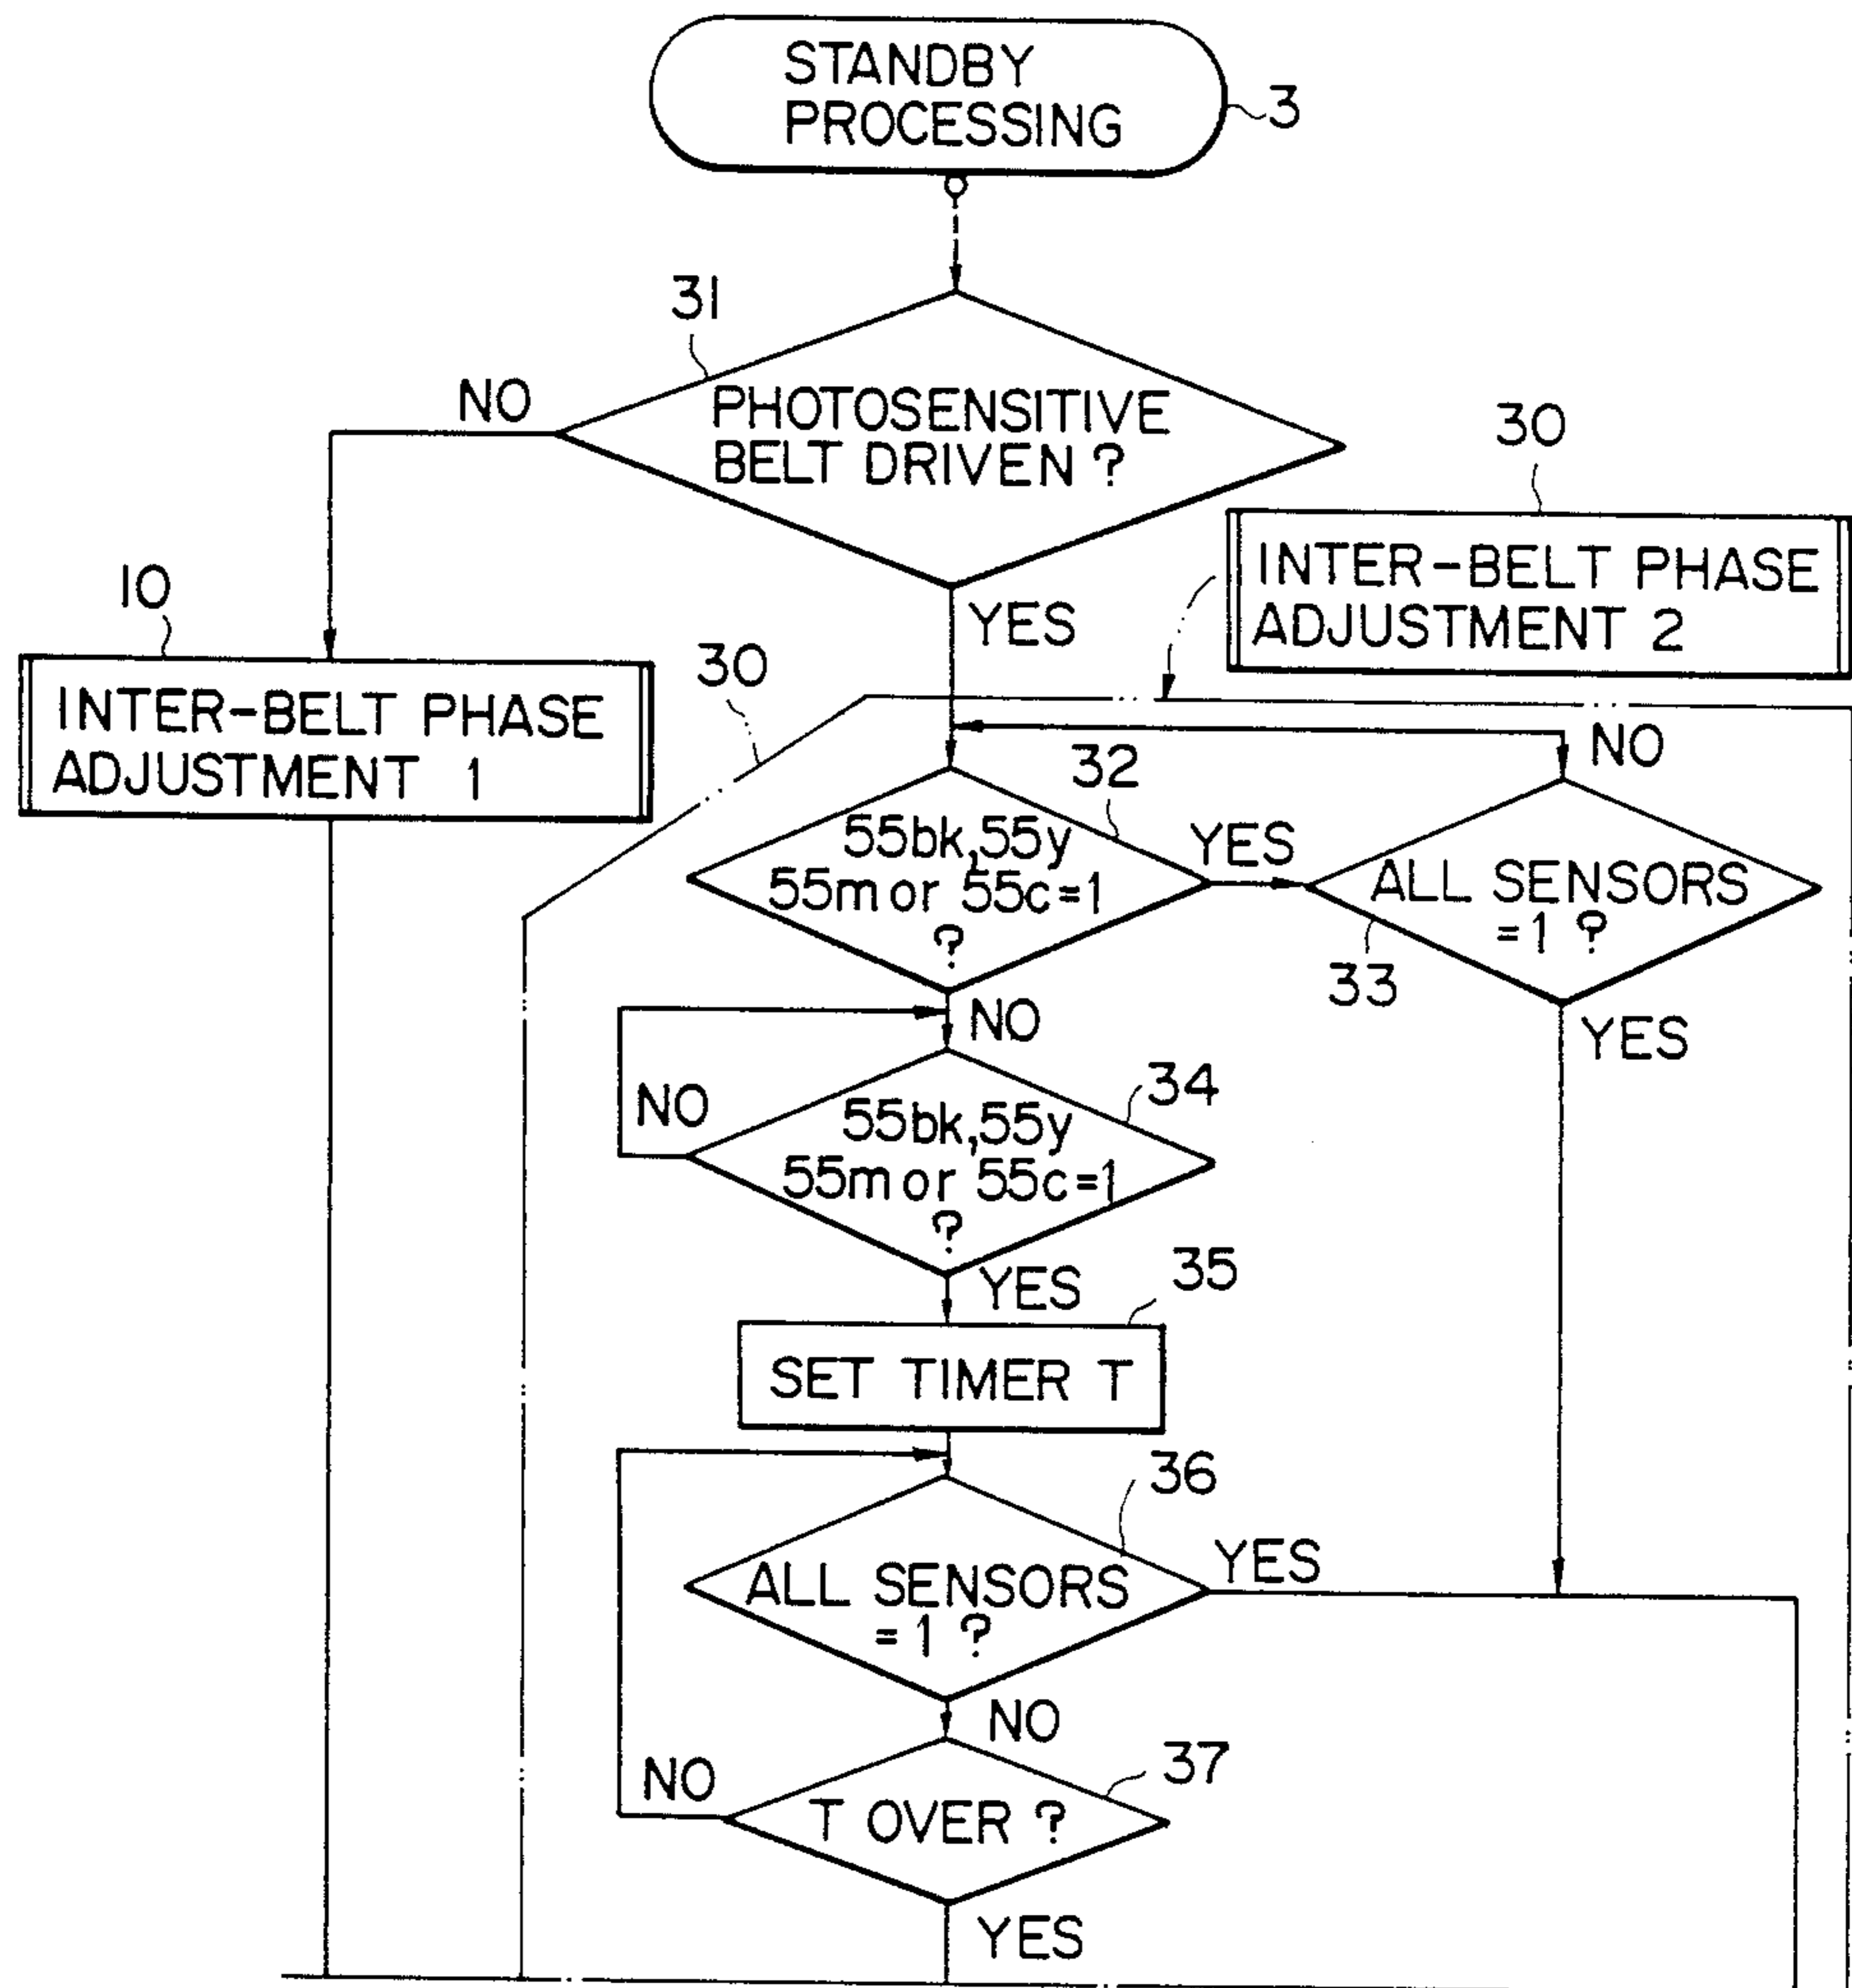 STANDBY
PROCESSING
3
31
NO
PHOTOSENSITIVE
BELT DRIVEN ?
YES
30
INTER-BELT PHASE
ADJUSTMENT 2
10
INTER-BELT PHASE
ADJUSTMENT 1
30
NO
32
55bk,55y
55m or 55c=1
?
YES
ALL SENSORS
=1 ?
33
NO
YES
34
NO
55bk,55y
55m or 55c=1
?
YES
35
SET TIMER T
36
ALL SENSORS
=1 ?
YES
NO
37
NO
T OVER ?
YES